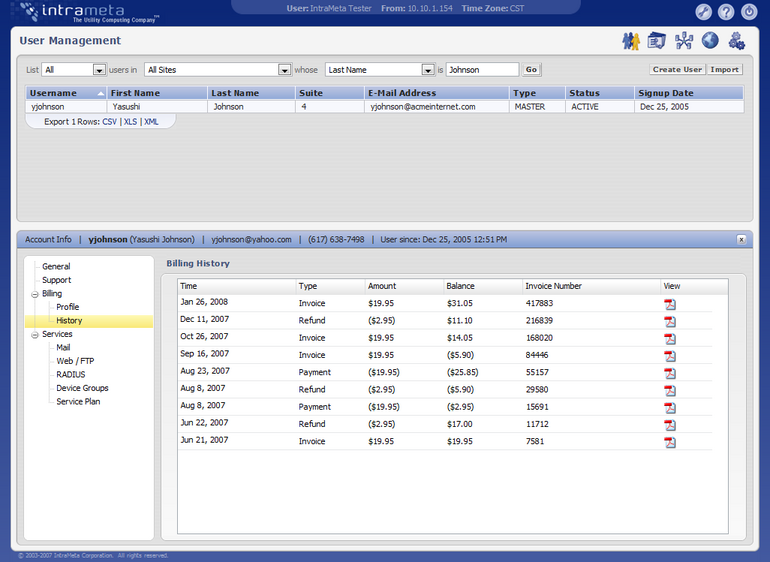 intrameta
The Utility Computing Company™
User: IntraMeta Tester From: 10.10.1.154 Time Zone: CST
User Management
List All users in All Sites whose Last Name is Johnson Go Create User Import
Username First Name Last Name Suite E-Mail Address Type Status Signup Date
yjohnson Yasushi Johnson 4 yjohnson@acmeinternet.com MASTER ACTIVE Dec 25, 2005
Export 1 Rows: CSV | XLS | XML
Account Info | yjohnson (Yasushi Johnson) | yjohnson@yahoo.com | (617) 638-7498 | User since: Dec 25, 2005 12:51 PM x
General
Support
Billing
Profile
History
Services
Mail
Web / FTP
RADIUS
Device Groups
Service Plan
Billing History
Time Type Amount Balance Invoice Number View
Jan 26, 2008 Invoice $19.95 $31.05 417883
Dec 11, 2007 Refund ($2.95) $11.10 216839
Oct 26, 2007 Invoice $19.95 $14.05 168020
Sep 16, 2007 Invoice $19.95 ($5.90) 84446
Aug 23, 2007 Payment ($19.95) ($25.85) 55157
Aug 8, 2007 Refund ($2.95) ($5.90) 29580
Aug 8, 2007 Payment ($19.95) ($2.95) 15691
Jun 22, 2007 Refund ($2.95) $17.00 11712
Jun 21, 2007 Invoice $19.95 $19.95 7581
© 2003-2007 IntraMeta Corporation. All rights reserved.